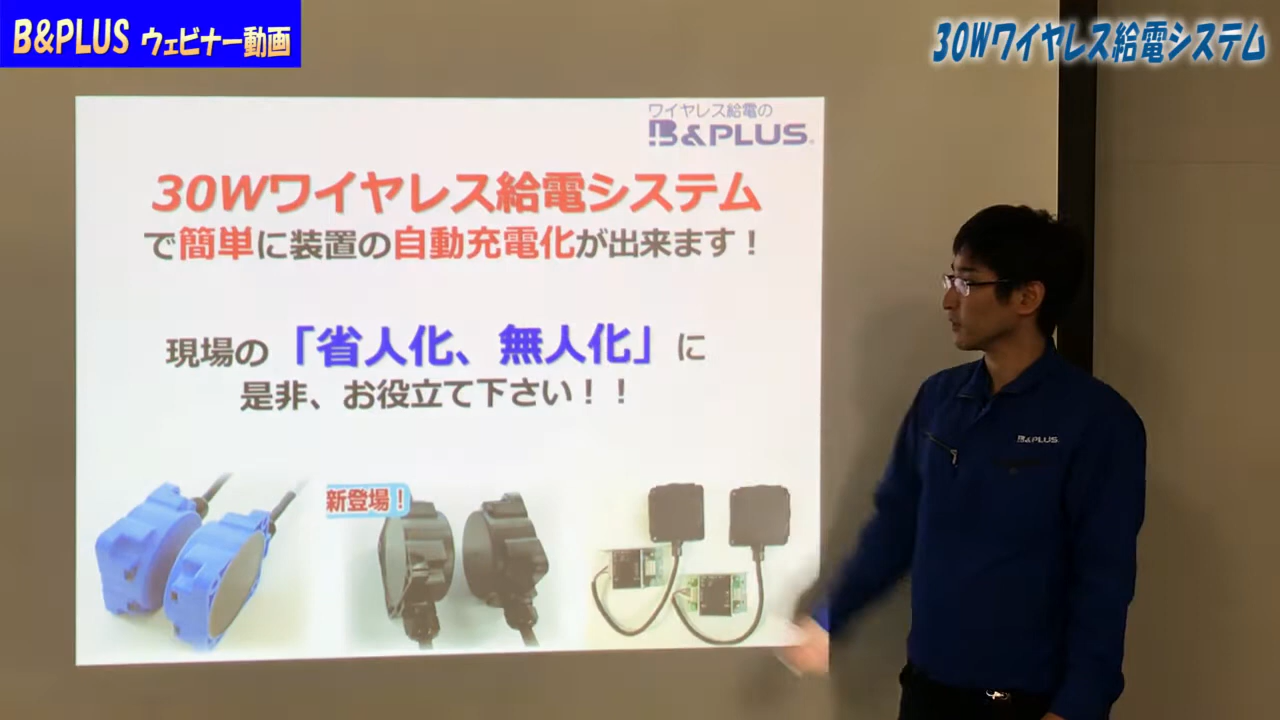 B&PLUS ウェビナー動画
30Wワイヤレス給電システム
ワイヤレス給電の
B&PLUS
30Wワイヤレス給電システム
で簡単に装置の自動充電化が出来ます！
現場の「省人化、無人化」に
是非、お役立て下さい！！
新登場！
B&PLUS